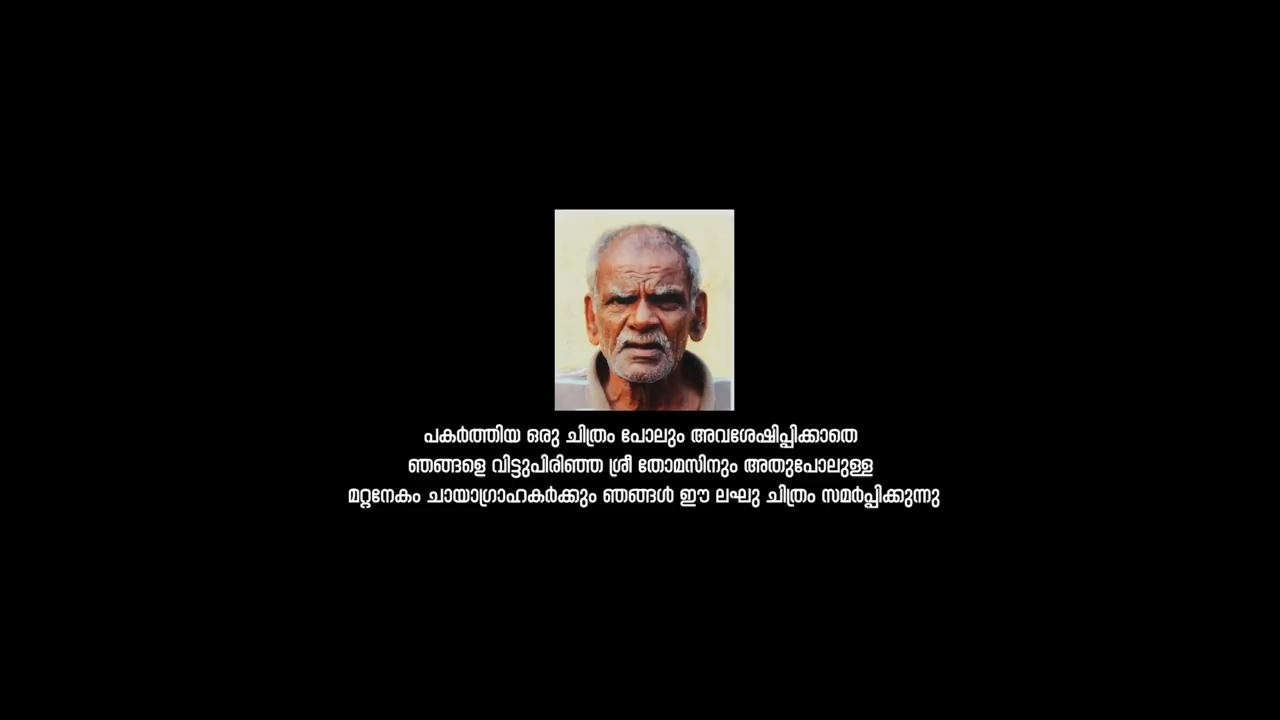 പകർത്തിയ ഒരു ചിത്രം പോലും അവശേഷിപ്പിക്കാതെ
ഞങ്ങളെ വിട്ടുപിരിഞ്ഞ ശ്രീ തോമസിനും അതുപോലുള്ള
മറ്റനേകം ചായാഗ്രാഹകർക്കും ഞങ്ങൾ ഈ ലഘു ചിത്രം സമർപ്പിക്കുന്നു